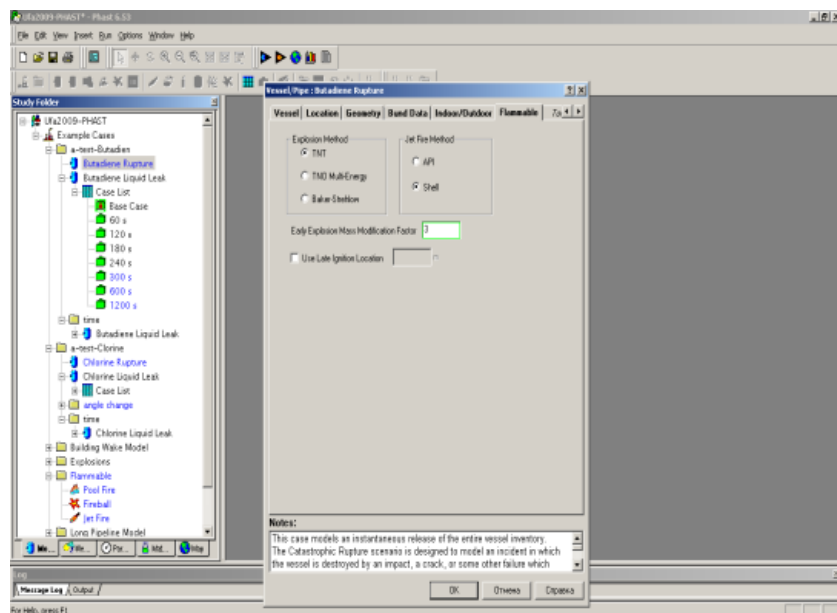 Ufa2009-PHAST* - Phast 6.53
File Edit View Insert Run Options Window Help
Study Folder
Ufa2009-PHAST
Example Cases
a-test-Butadien
Butadiene Rupture
Butadiene Liquid Leak
Case List
Base Case
60 s
120 s
180 s
240 s
300 s
600 s
1200 s
time
Butadiene Liquid Leak
a-test-Clorine
Chlorine Rupture
Chlorine Liquid Leak
Case List
angle change
time
Chlorine Liquid Leak
Building Wake Model
Explosions
Flammable
Pool Fire
Fireball
Jet Fire
Long Pipeline Model
Mo... We... Par... Mat... Map
Vessel/Pipe : Butadiene Rupture
Vessel Location Geometry Bund Data Indoor/Outdoor Flammable
Explosion Method
TNT
TNO Multi-Energy
Baker-Strehlow
Jet Fire Method
API
Shell
Early Explosion Mass Modification Factor 3
Use Late Ignition Location m
Notes:
This case models an instantaneous release of the entire vessel inventory.
The Catastrophic Rupture scenario is designed to model an incident in which
the vessel is destroyed by an impact, a crack, or some other failure which
OK Отмена Справка
Log
Message Log Output
For Help, press F1